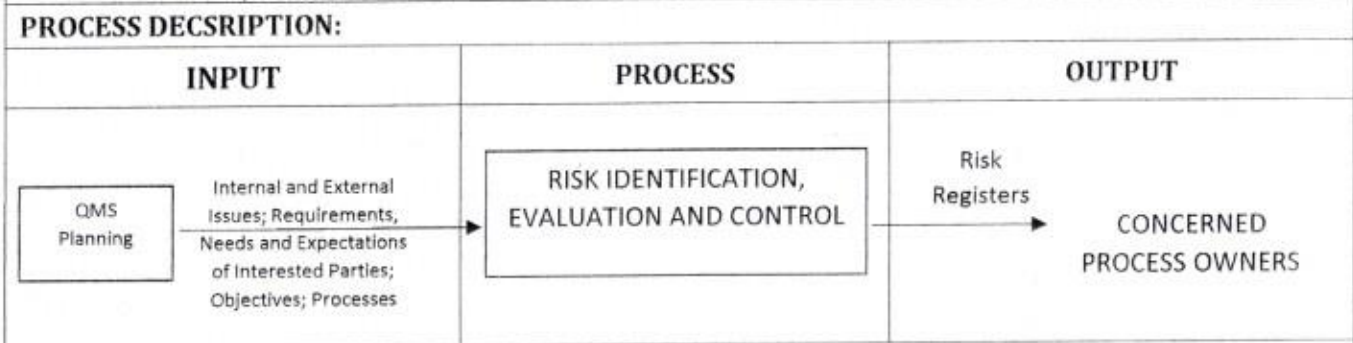 PROCESS DECSRIPTION:
INPUT
PROCESS
OUTPUT
QMS
Planning
Internal and External
Issues; Requirements,
Needs and Expectations
of Interested Parties;
Objectives; Processes
RISK IDENTIFICATION,
EVALUATION AND CONTROL
Risk
Registers
CONCERNED
PROCESS OWNERS